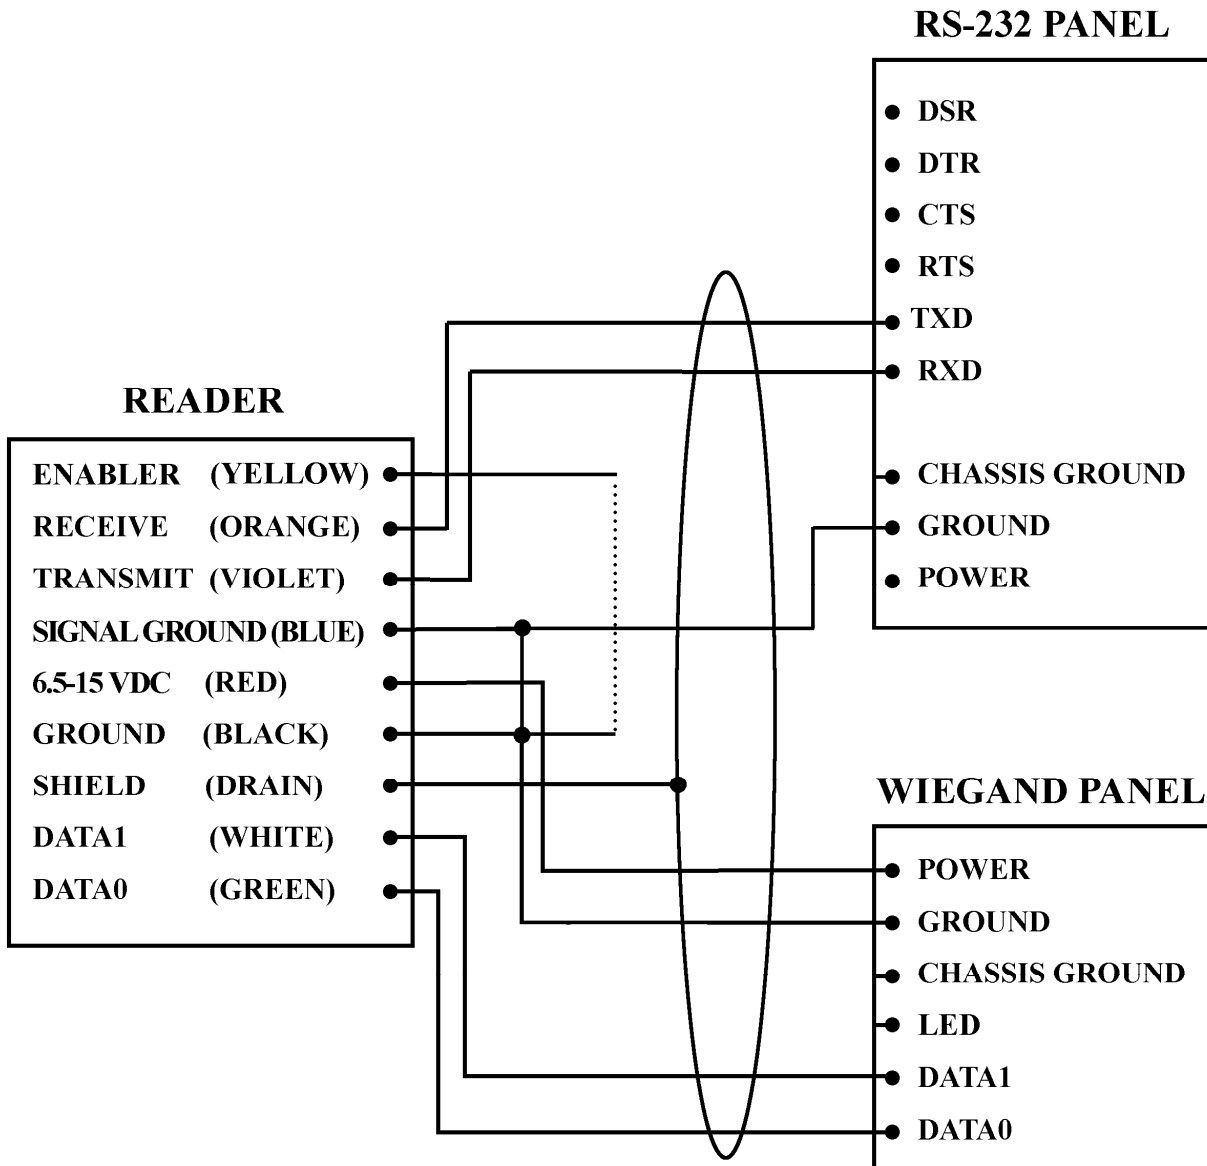 RS-232 PANEL
DSR
DTR
CTS
RTS
TXD
RXD
CHASSIS GROUND
GROUND
POWER
READER
ENABLER (YELLOW)
RECEIVE (ORANGE)
TRANSMIT (VIOLET)
SIGNAL GROUND (BLUE)
6.5-15 VDC (RED)
GROUND (BLACK)
SHIELD (DRAIN)
DATA1 (WHITE)
DATA0 (GREEN)
WIEGAND PANEL
POWER
GROUND
CHASSIS GROUND
LED
DATA1
DATA0